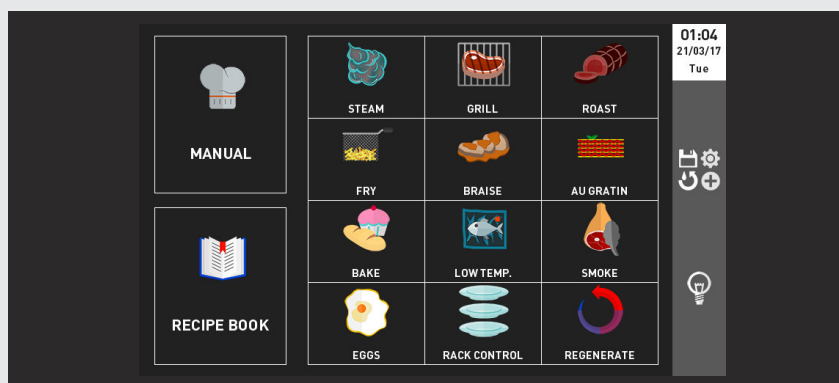 MANUAL
RECIPE BOOK
STEAM
GRILL
ROAST
FRY
BRAISE
AU GRATIN
BAKE
LOW TEMP.
SMOKE
EGGS
RACK CONTROL
REGENERATE
01:04
21/03/17
Tue